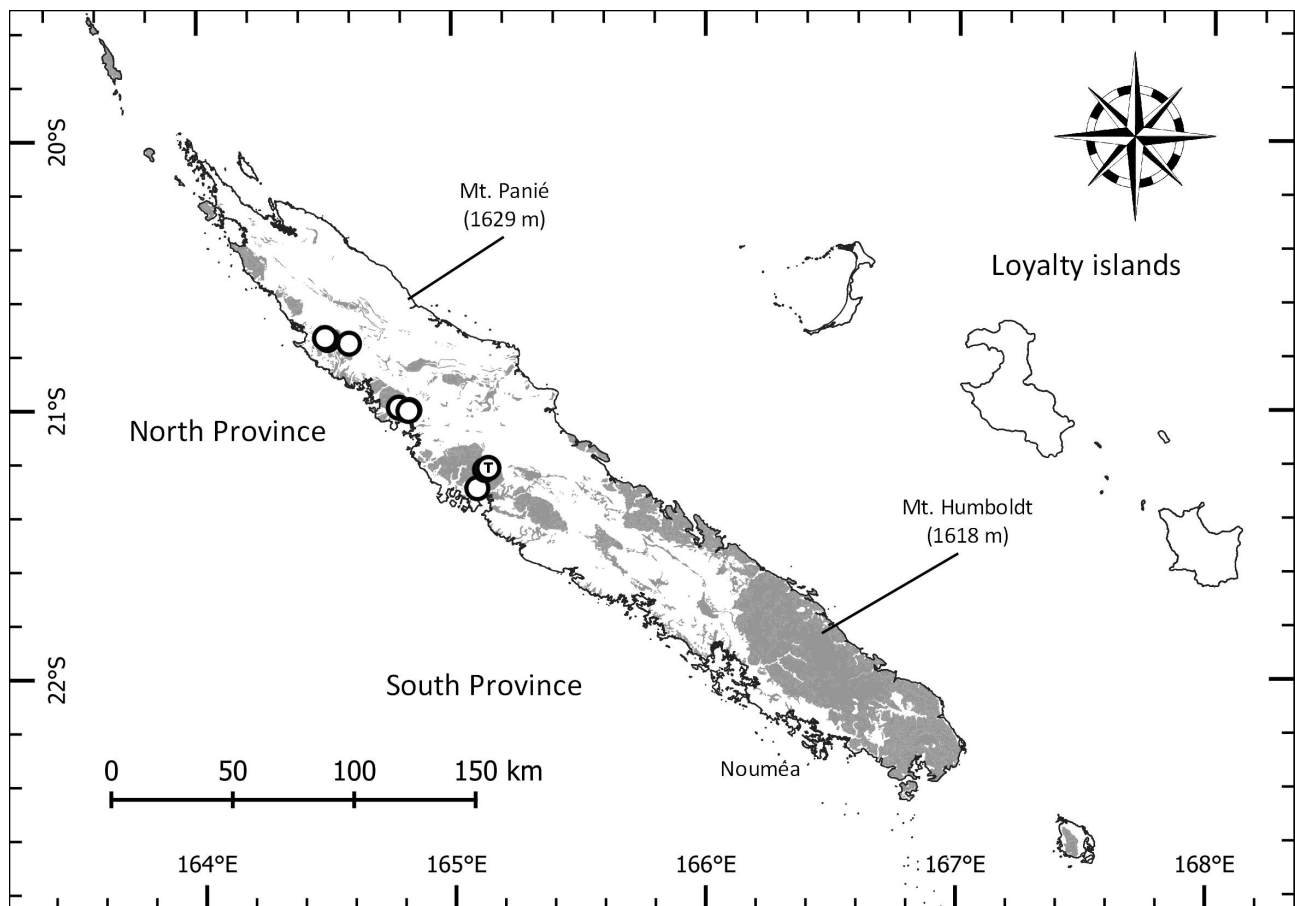 20°S
Mt. Panié
(1629 m)
Loyalty islands
21°S
North Province
T
Mt. Humboldt
(1618 m)
22°S
South Province
Nouméa
0 50 100 150 km
164°E 165°E 166°E 167°E 168°E